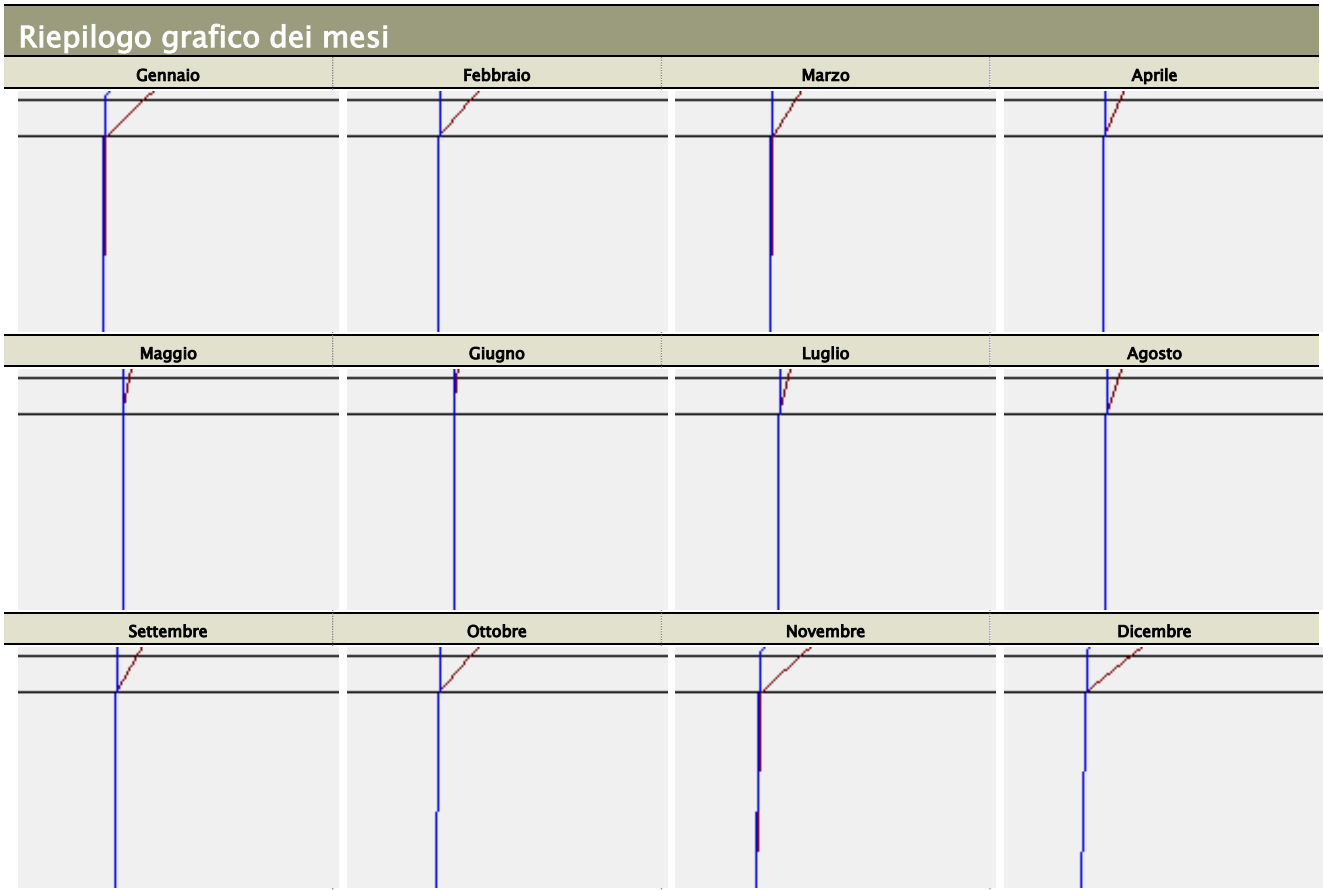 Riepilogo grafico dei mesi
Gennaio Febbraio Marzo Aprile
Maggio Giugno Luglio Agosto
Settembre Ottobre Novembre Dicembre